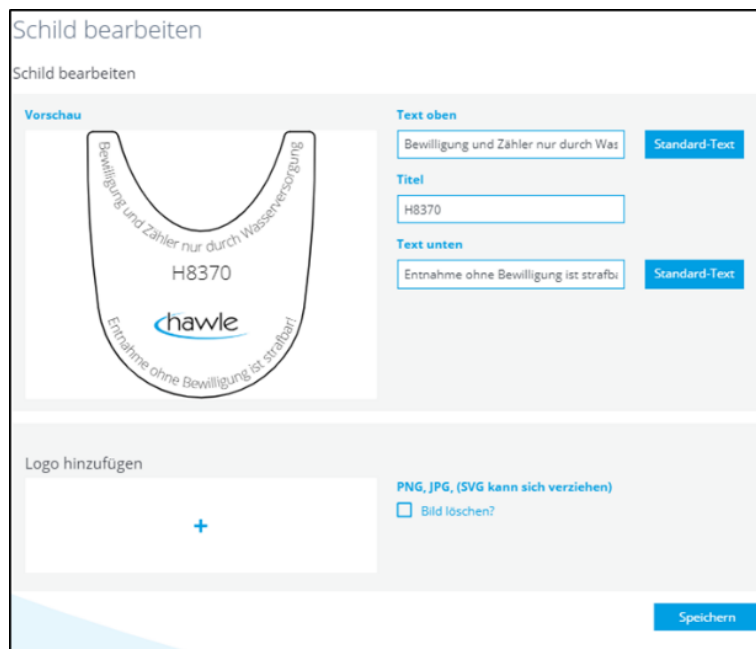 Schild bearbeiten
Schild bearbeiten
Vorschau
Bewilligung und Zähler nur durch Wasserversorgung
H8370
hawle
Entnahme ohne Bewilligung ist strafbar!
Text oben
Bewilligung und Zähler nur durch Was
Standard-Text
Titel
H8370
Text unten
Entnahme ohne Bewilligung ist strafba
Standard-Text
Logo hinzufügen
+
PNG, JPG, (SVG kann sich verziehen)
Bild löschen?
Speichern